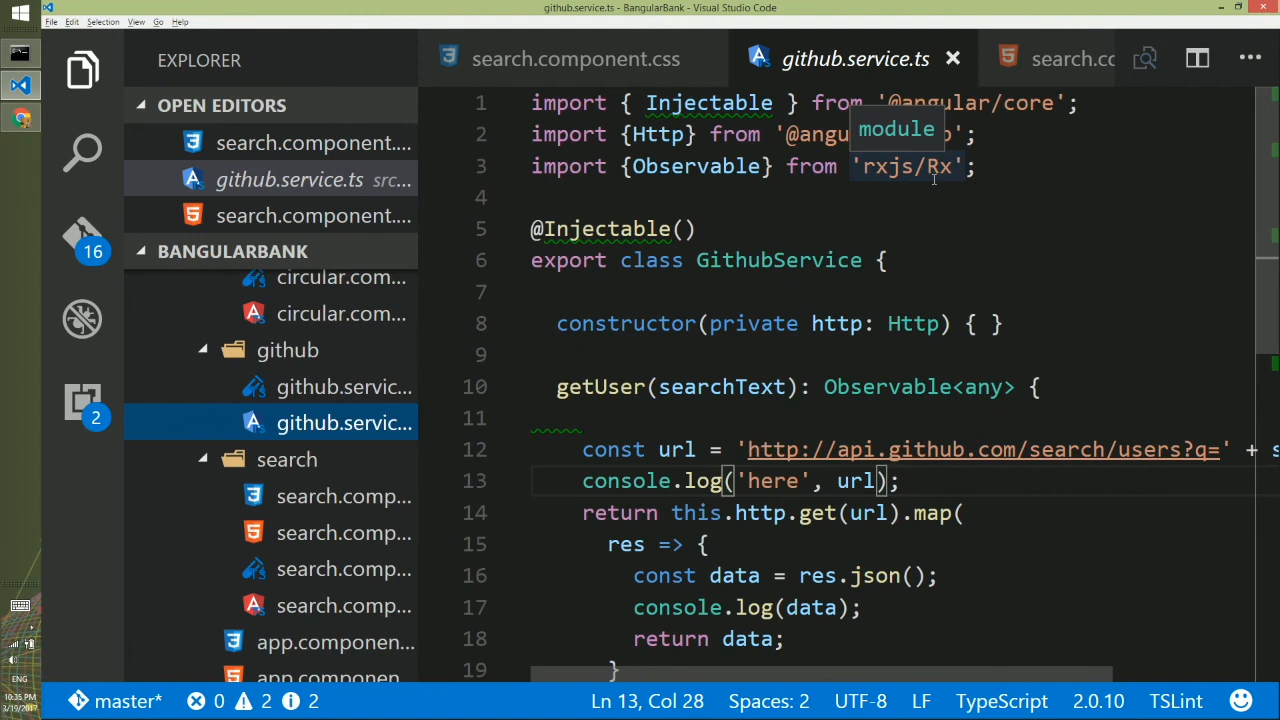 github.service.ts - BangularBank - Visual Studio Code
File Edit Selection View Go Help
EXPLORER
search.component.css
github.service.ts
search.cc
OPEN EDITORS
search.component....
github.service.ts src...
search.component....
BANGULARBANK
circular.com...
circular.com...
github
github.servic...
github.servic...
search
search.comp...
search.comp...
search.comp...
search.comp...
app.componen...
app.componen...
16
2
1 import { Injectable } from '@angular/core';
module
2 import {Http} from '@angu
';
3 import {Observable} from 'rxjs/Rx';
4
5 @Injectable()
6 export class GithubService {
7
8 constructor(private http: Http) { }
9
10 getUser(searchText): Observable<any> {
11
12 const url = 'http://api.github.com/search/users?q=' + s
13 console.log('here', url);
14 return this.http.get(url).map(
15 res => {
16 const data = res.json();
17 console.log(data);
18 return data;
19 }
ENG
10:35 PM
3/19/2017
master* 0 2 2 Ln 13, Col 28 Spaces: 2 UTF-8 LF TypeScript 2.0.10 TSLint